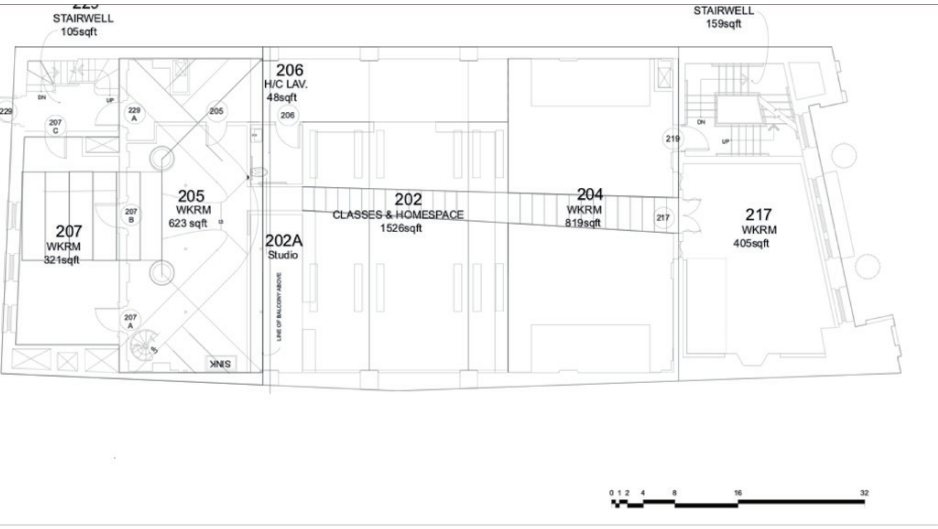 STAIRWELL
105sqft
STAIRWELL
159sqft
206
H/C LAV.
48sqft
206
229
DN
UP
207
C
229
A
205
219
DN
UP
205
WKRM
623 sqft
202
CLASSES & HOMESPACE
1526sqft
204
WKRM
819sqft
217
217
WKRM
405sqft
207
B
207
WKRM
321sqft
202A
Studio
LINE OF BALCONY ABOVE
207
A
UP
SINK
0 1 2 4 8 16 32